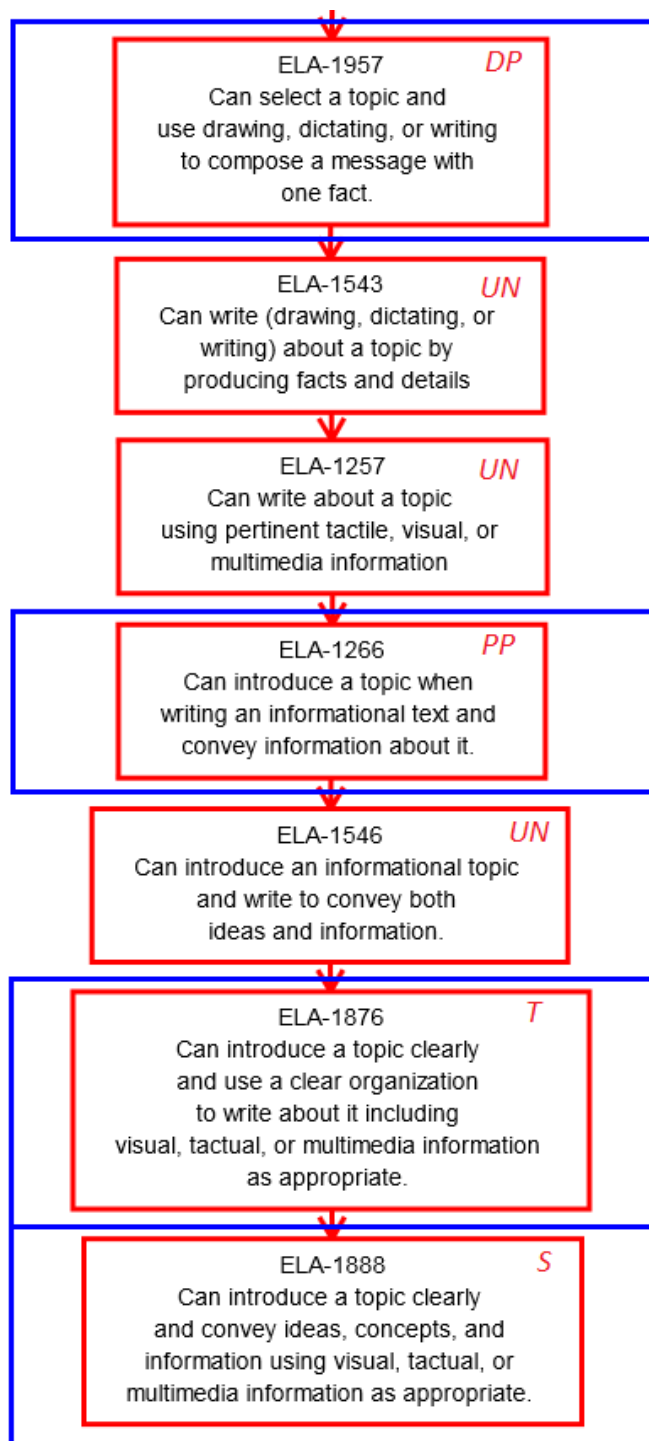 ELA-1957 DP
Can select a topic and
use drawing, dictating, or writing
to compose a message with
one fact.
ELA-1543 UN
Can write (drawing, dictating, or
writing) about a topic by
producing facts and details
ELA-1257 UN
Can write about a topic
using pertinent tactile, visual, or
multimedia information
ELA-1266 PP
Can introduce a topic when
writing an informational text and
convey information about it.
ELA-1546 UN
Can introduce an informational topic
and write to convey both
ideas and information.
ELA-1876 T
Can introduce a topic clearly
and use a clear organization
to write about it including
visual, tactual, or multimedia information
as appropriate.
ELA-1888 S
Can introduce a topic clearly
and convey ideas, concepts, and
information using visual, tactual, or
multimedia information as appropriate.